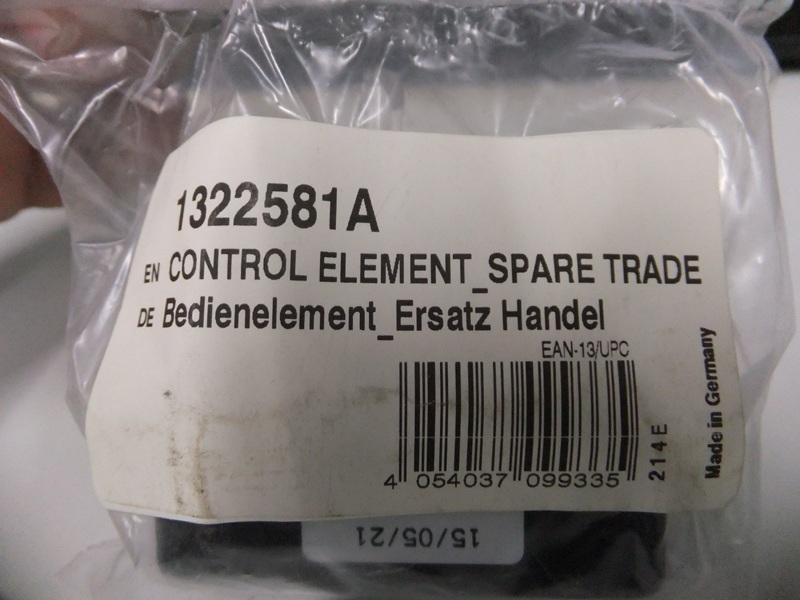 1322581A
EN CONTROL ELEMENT_SPARE TRADE
DE Bedienelement_Ersatz Handel
EAN-13/UPC
4 054037 099335
214E
Made in Germany
15/05/21